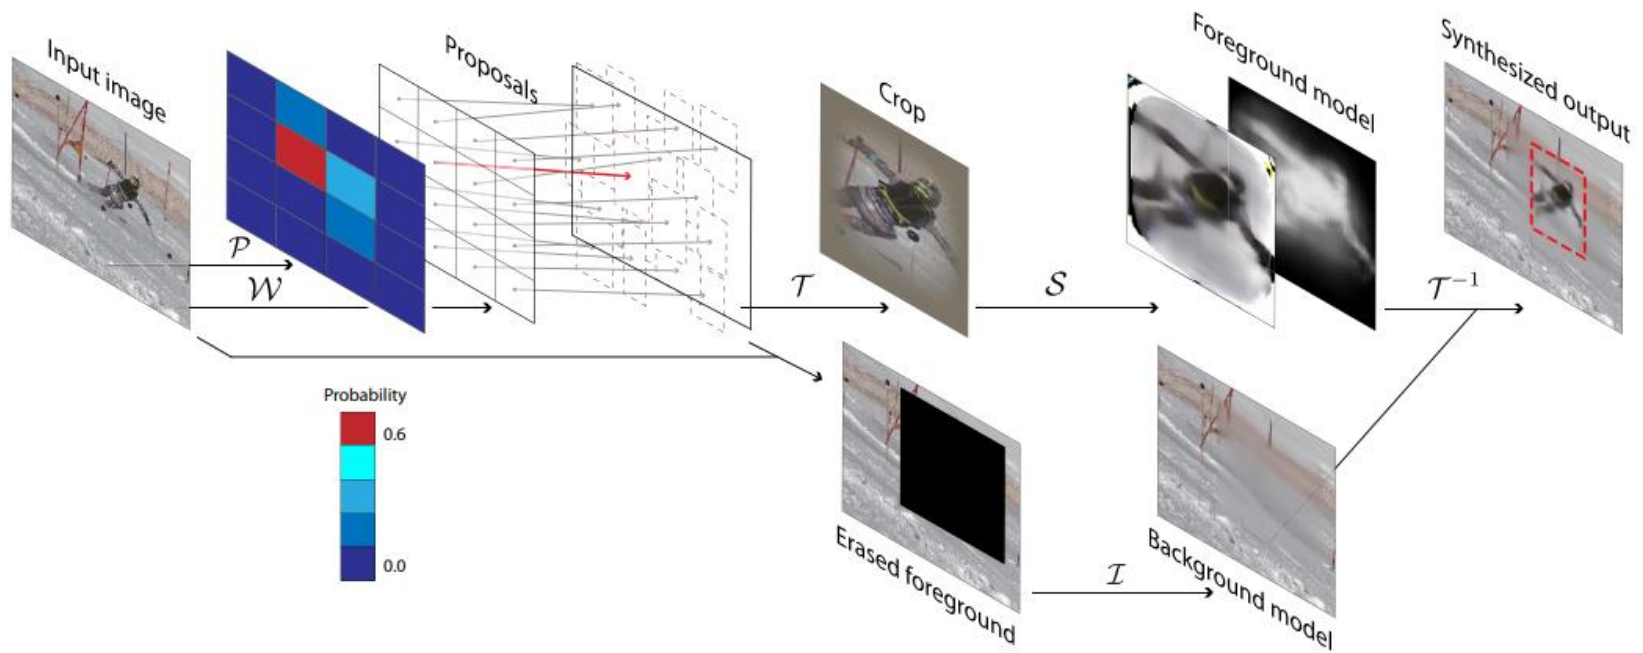 Input image
Proposals
Crop
Foreground model
Synthesized output
𝒫
𝒲
𝒯
𝒮
𝒯⁻¹
Probability
0.6
0.0
Erased foreground
ℐ
Background model